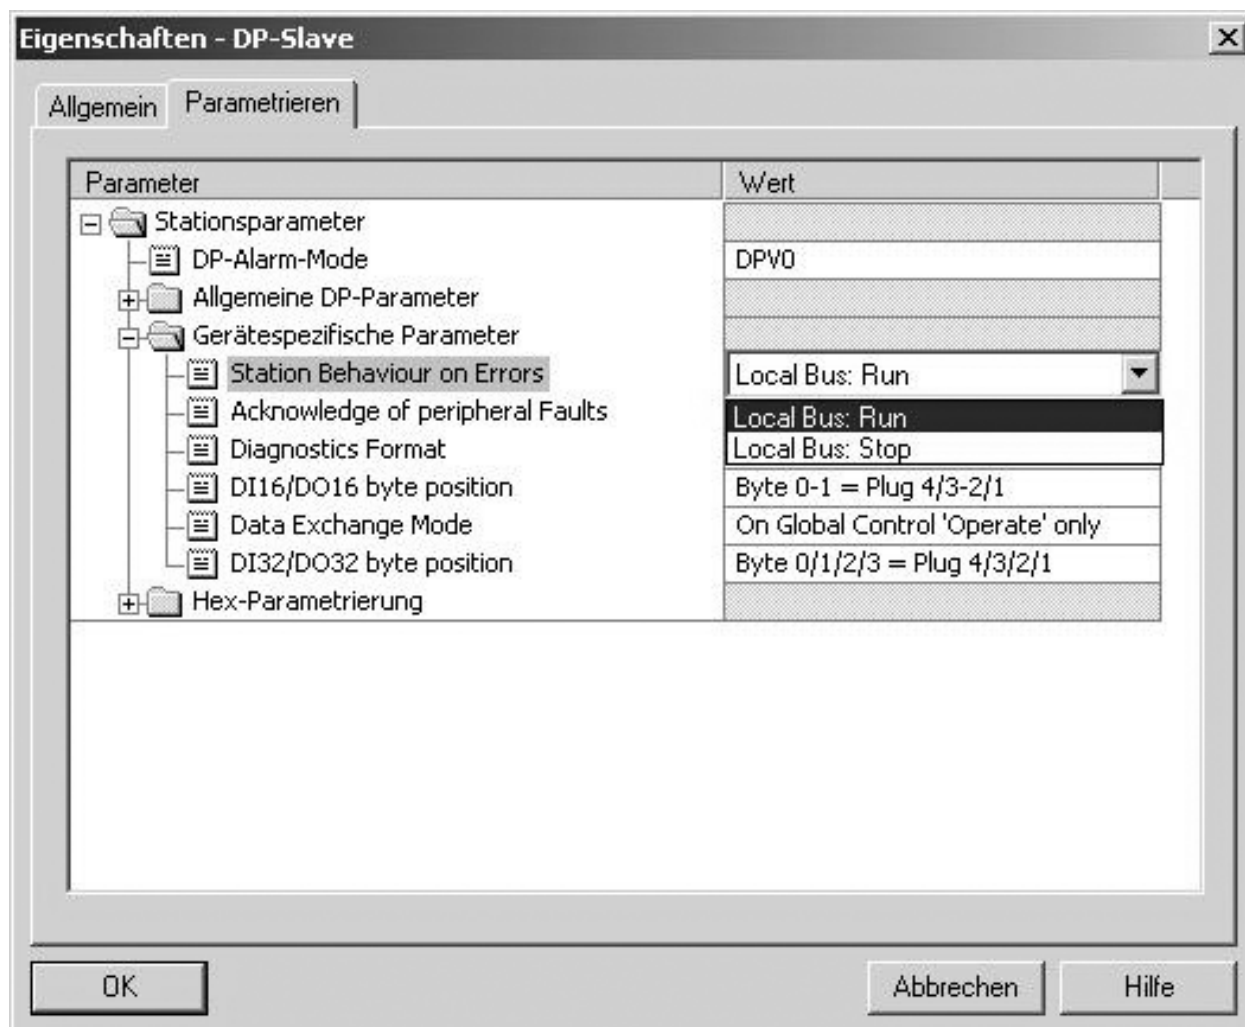 Eigenschaften - DP-Slave
Allgemein Parametrieren
Parameter Wert
Stationsparameter
DP-Alarm-Mode DPV0
Allgemeine DP-Parameter
Gerätespezifische Parameter
Station Behaviour on Errors Local Bus: Run
Acknowledge of peripheral Faults Local Bus: Run
Diagnostics Format Local Bus: Stop
DI16/DO16 byte position Byte 0-1 = Plug 4/3-2/1
Data Exchange Mode On Global Control 'Operate' only
DI32/DO32 byte position Byte 0/1/2/3 = Plug 4/3/2/1
Hex-Parametrierung
OK Abbrechen Hilfe